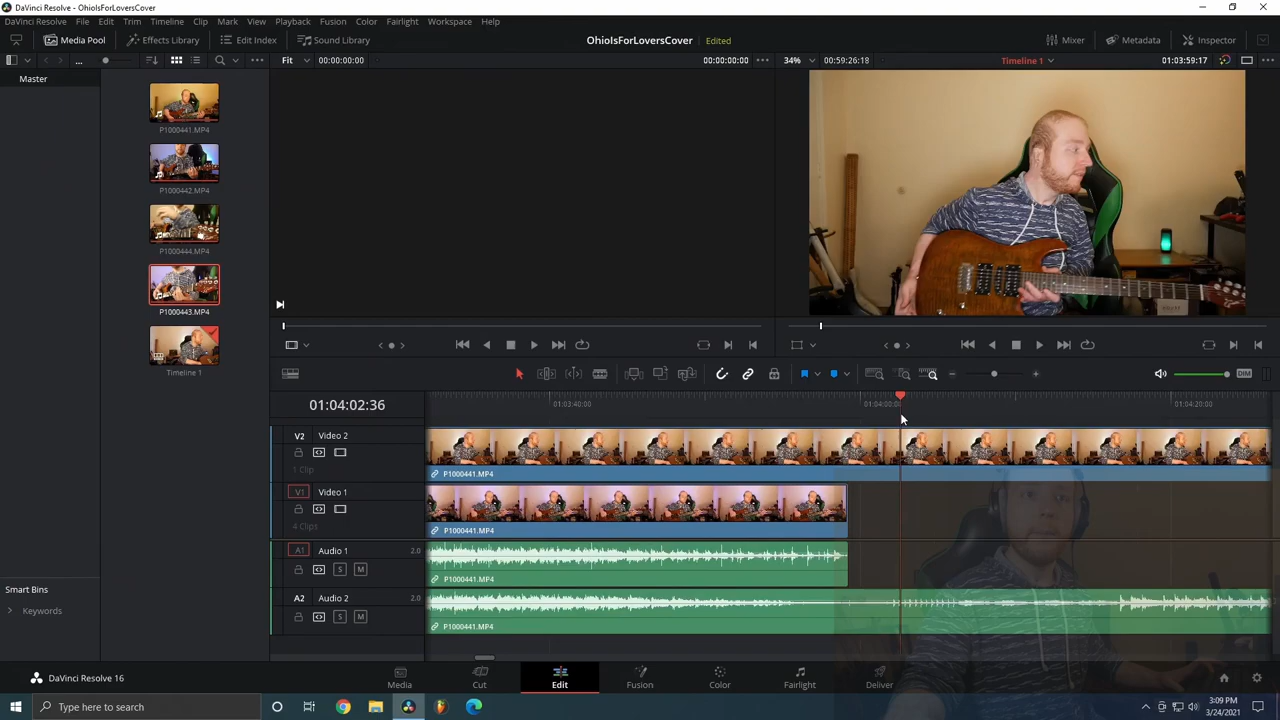 DaVinci Resolve - OhioIsForLoversCover
DaVinci Resolve File Edit Trim Timeline Clip Mark View Playback Fusion Color Fairlight Workspace Help
Media Pool Effects Library Edit Index Sound Library OhioIsForLoversCover Edited Mixer Metadata Inspector
... Fit 00:00:00:00 00:00:00:00 34% 00:59:26:18 Timeline 1 01:03:59:17
Master
P1000441.MP4
P1000442.MP4
P1000444.MP4
P1000443.MP4
Timeline 1
DIM
01:04:02:36 01:03:40:00 01:04:00:00 01:04:20:00
V2 Video 2
1 Clip P1000441.MP4
V1 Video 1
4 Clips P1000441.MP4
A1 Audio 1 2.0
S M P1000441.MP4
A2 Audio 2 2.0
S M P1000441.MP4
Smart Bins
Keywords
DaVinci Resolve 16 Media Cut Edit Fusion Color Fairlight Deliver
Type here to search
3:09 PM
3/24/2021